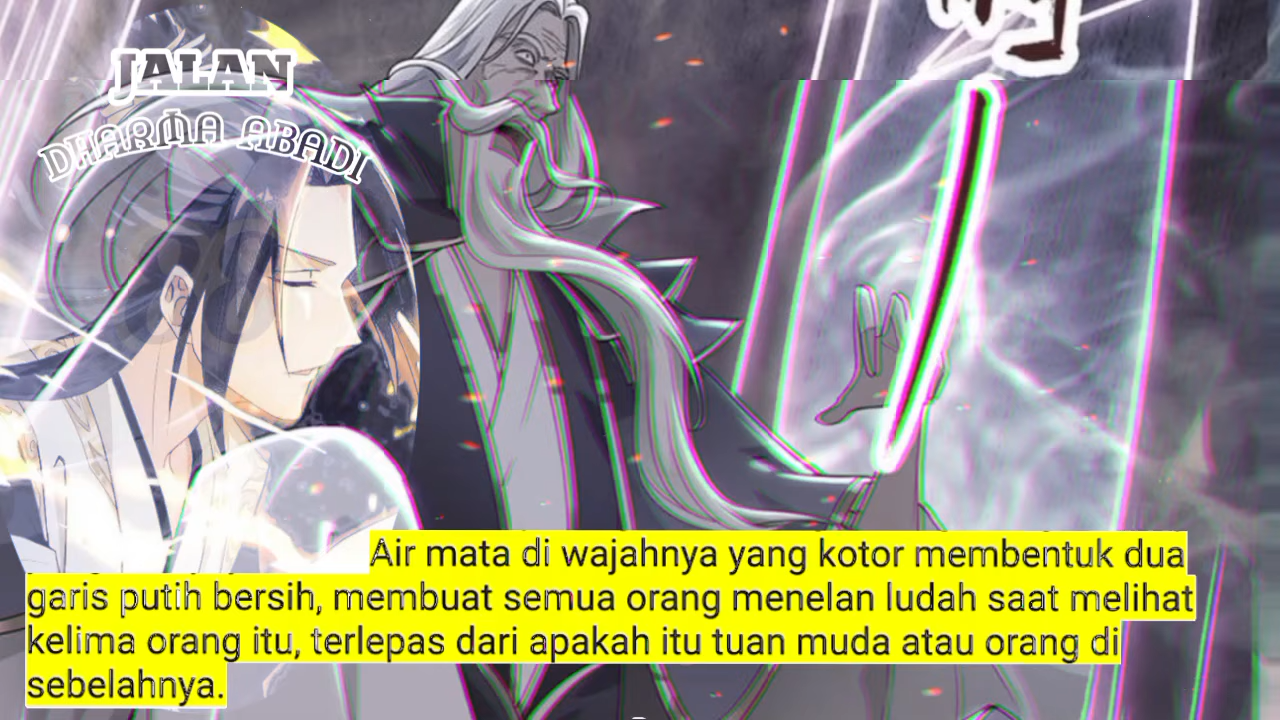 JALAN
DHARMA ABADI
Air mata di wajahnya yang kotor membentuk dua
garis putih bersih, membuat semua orang menelan ludah saat melihat
kelima orang itu, terlepas dari apakah itu tuan muda atau orang di
sebelahnya.